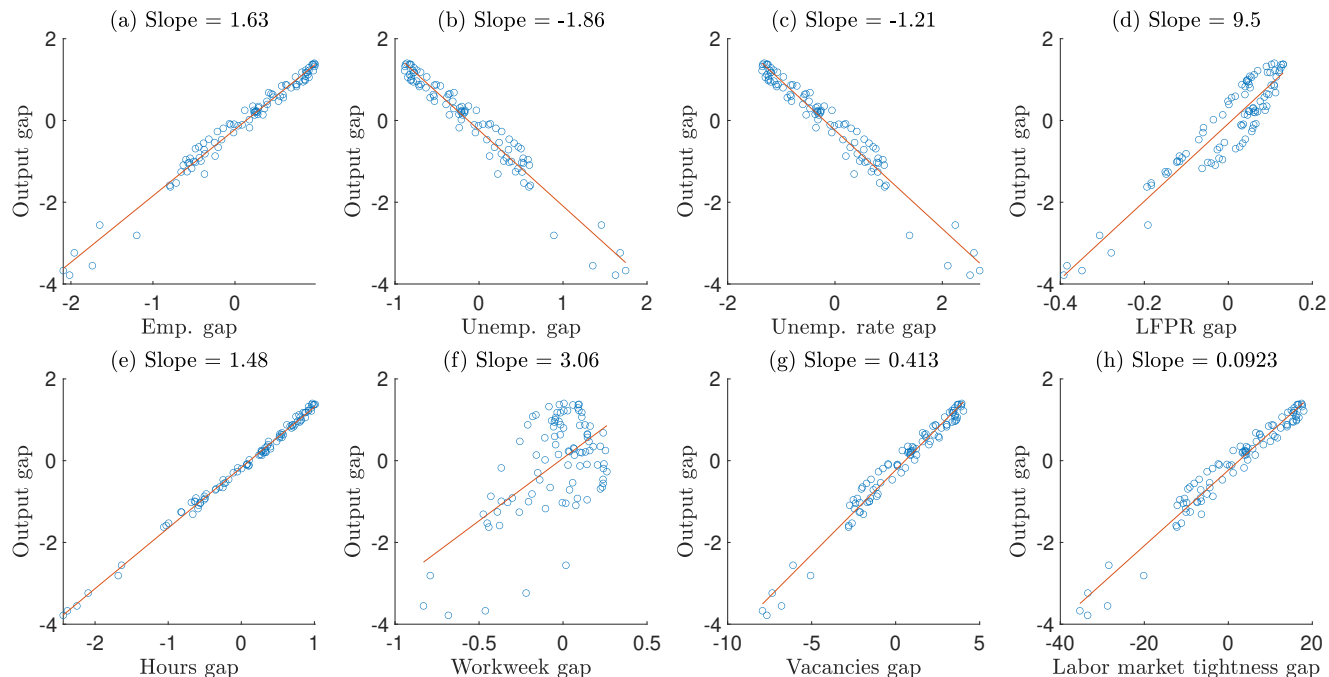 (a) Slope = 1.63
(b) Slope = -1.86
(c) Slope = -1.21
(d) Slope = 9.5
Output gap
2
0
-2
-4
-2
-1
0
Emp. gap
Output gap
2
0
-2
-4
-1
0
1
2
Unemp. gap
Output gap
2
0
-2
-4
-2
0
2
Unemp. rate gap
Output gap
2
0
-2
-4
-0.4
-0.2
0
0.2
LFPR gap
(e) Slope = 1.48
(f) Slope = 3.06
(g) Slope = 0.413
(h) Slope = 0.0923
Output gap
2
0
-2
-4
-2
-1
0
1
Hours gap
Output gap
2
0
-2
-4
-1
-0.5
0
0.5
Workweek gap
Output gap
2
0
-2
-4
-10
-5
0
5
Vacancies gap
Output gap
2
0
-2
-4
-40
-20
0
20
Labor market tightness gap